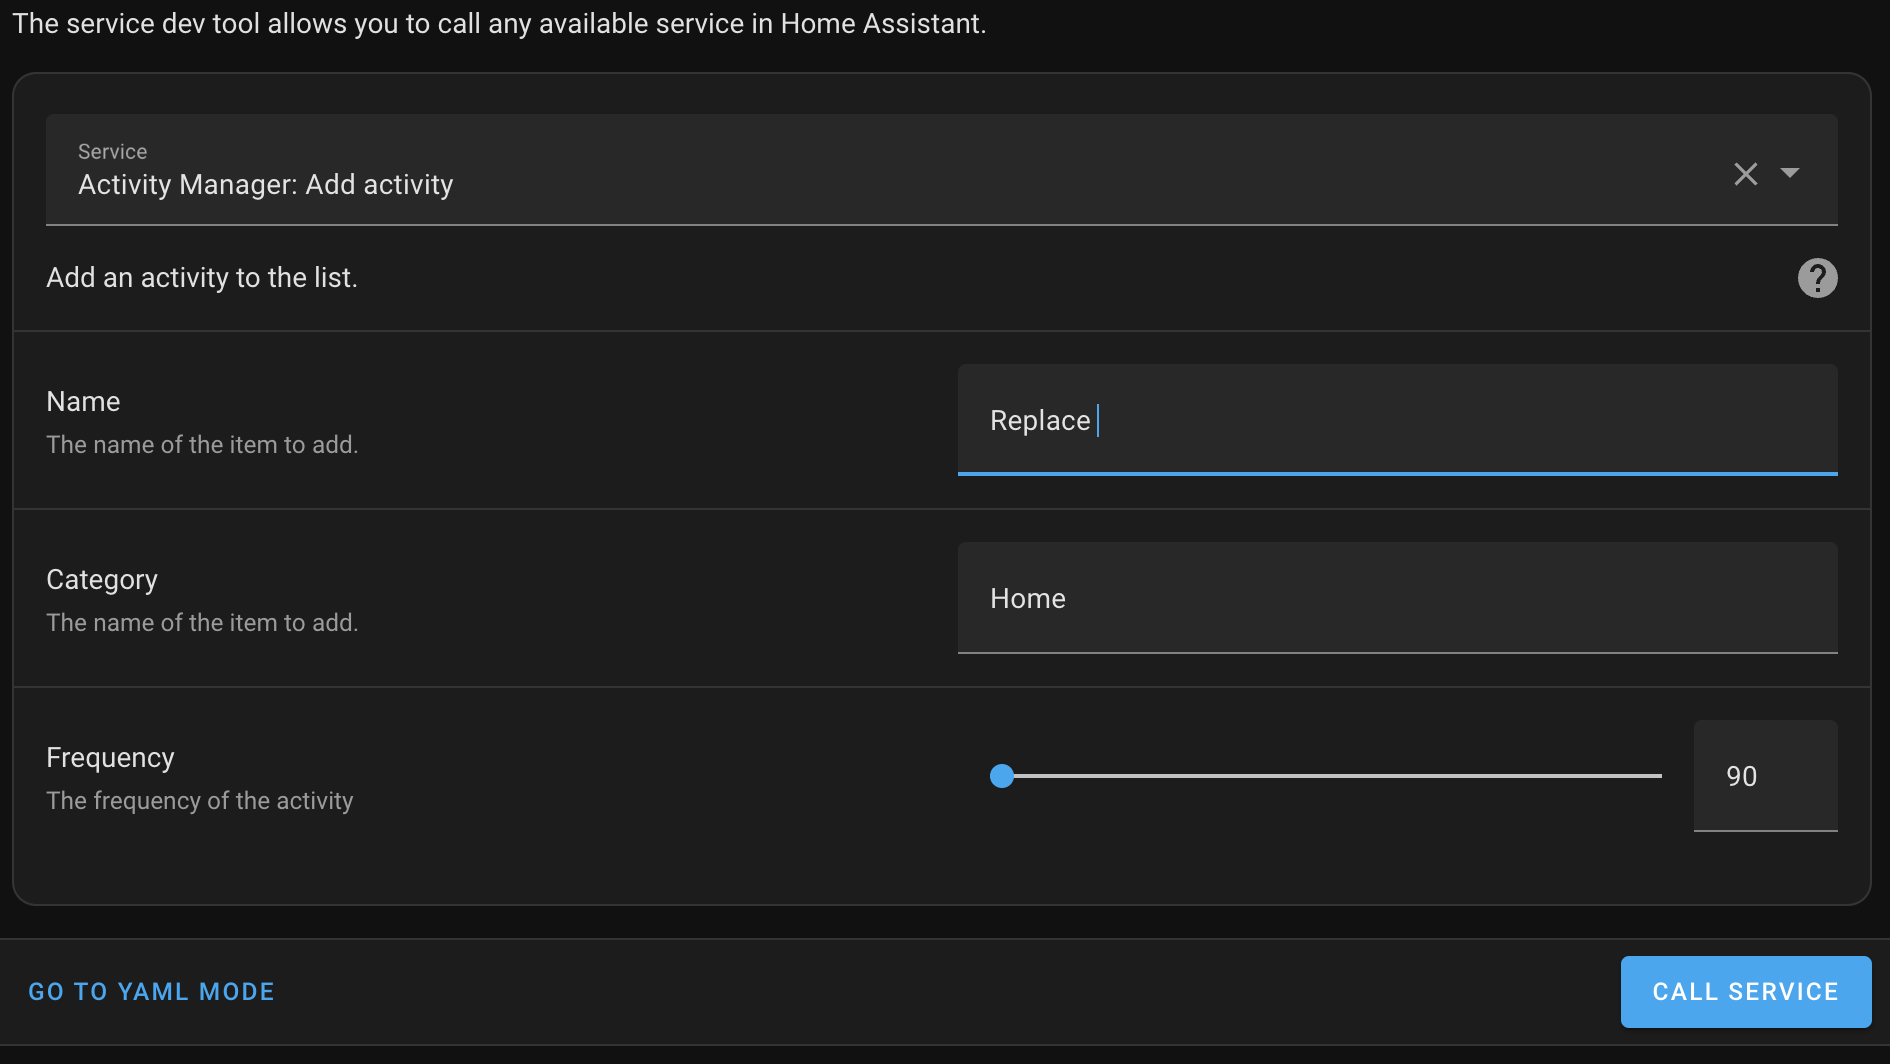 The service dev tool allows you to call any available service in Home Assistant.
Service
Activity Manager: Add activity
Add an activity to the list.
?
Name
The name of the item to add.
Replace
Category
The name of the item to add.
Home
Frequency
The frequency of the activity
90
GO TO YAML MODE
CALL SERVICE